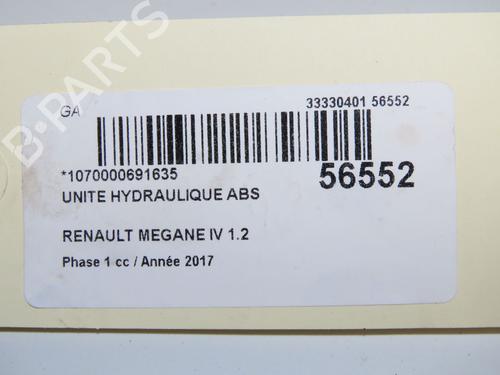 B-PARTS
GA
33330401 56552
*1070000691635
56552
UNITE HYDRAULIQUE ABS
RENAULT MEGANE IV 1.2
Phase 1 cc / Année 2017